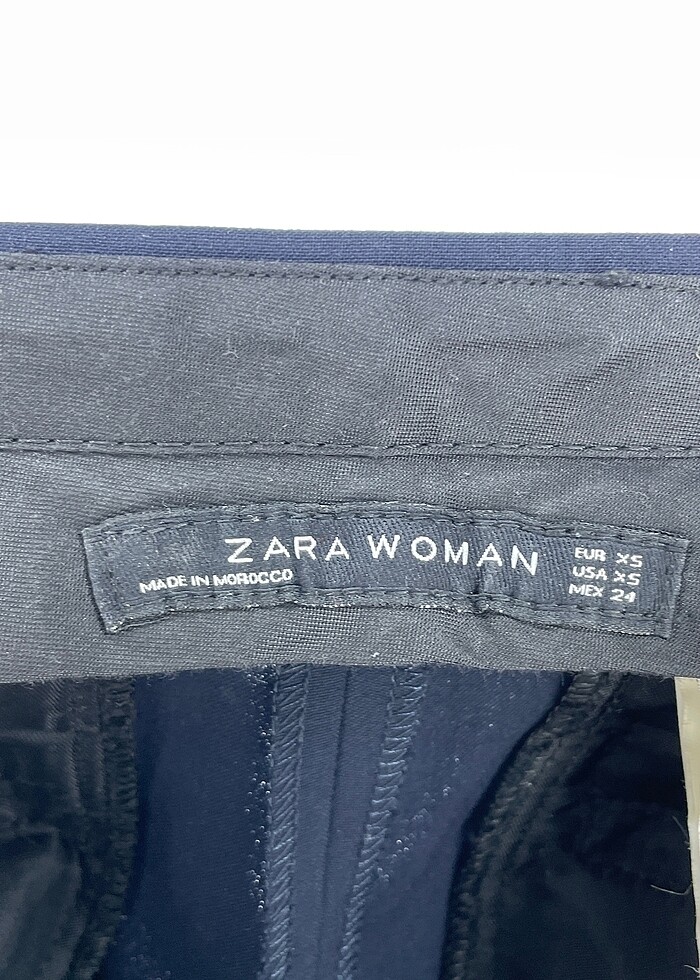 ZARA WOMAN
MADE IN MOROCCO
EUR XS
USA XS
MEX 24